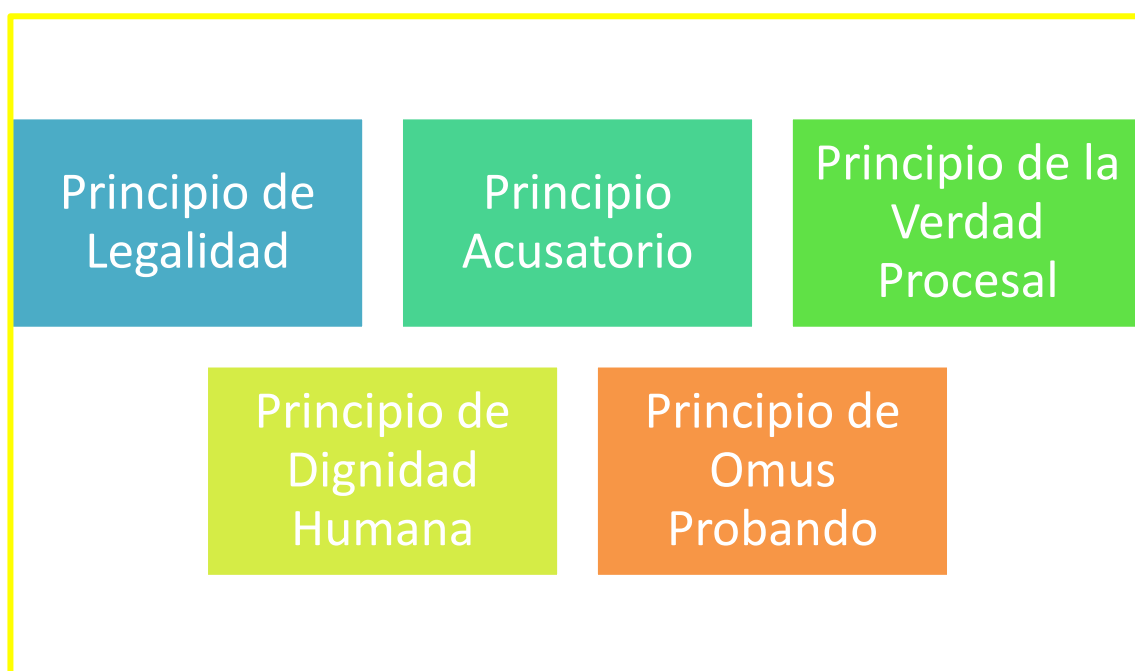 Principio de
Legalidad
Principio
Acusatorio
Principio de la
Verdad
Procesal
Principio de
Dignidad
Humana
Principio de
Omus
Probando